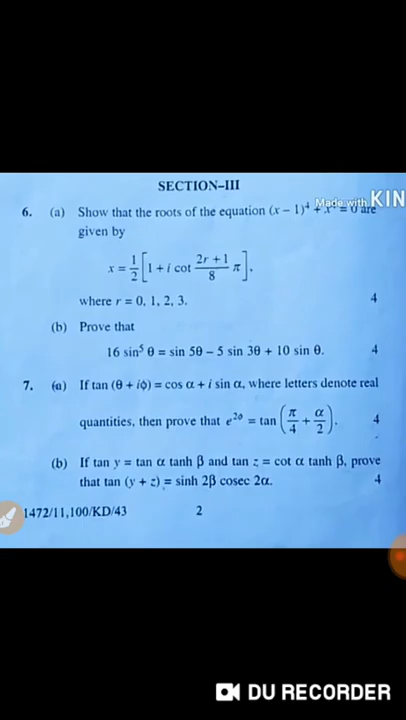 SECTION–III
Made with KIN
6. (a) Show that the roots of the equation (x – 1)⁴ + x = 0 are
given by
x = 1/2 [1 + i cot (2r + 1)/8 π],
where r = 0, 1, 2, 3.
4
(b) Prove that
16 sin⁵ θ = sin 5θ – 5 sin 3θ + 10 sin θ. 4
7. (a) If tan (θ + iϕ) = cos α + i sin α, where letters denote real
quantities, then prove that e²ᶲ = tan (π/4 + α/2). 4
(b) If tan y = tan α tanh β and tan z = cot α tanh β, prove
that tan (y + z) = sinh 2β cosec 2α. 4
1472/11,100/KD/43 2
DU RECORDER